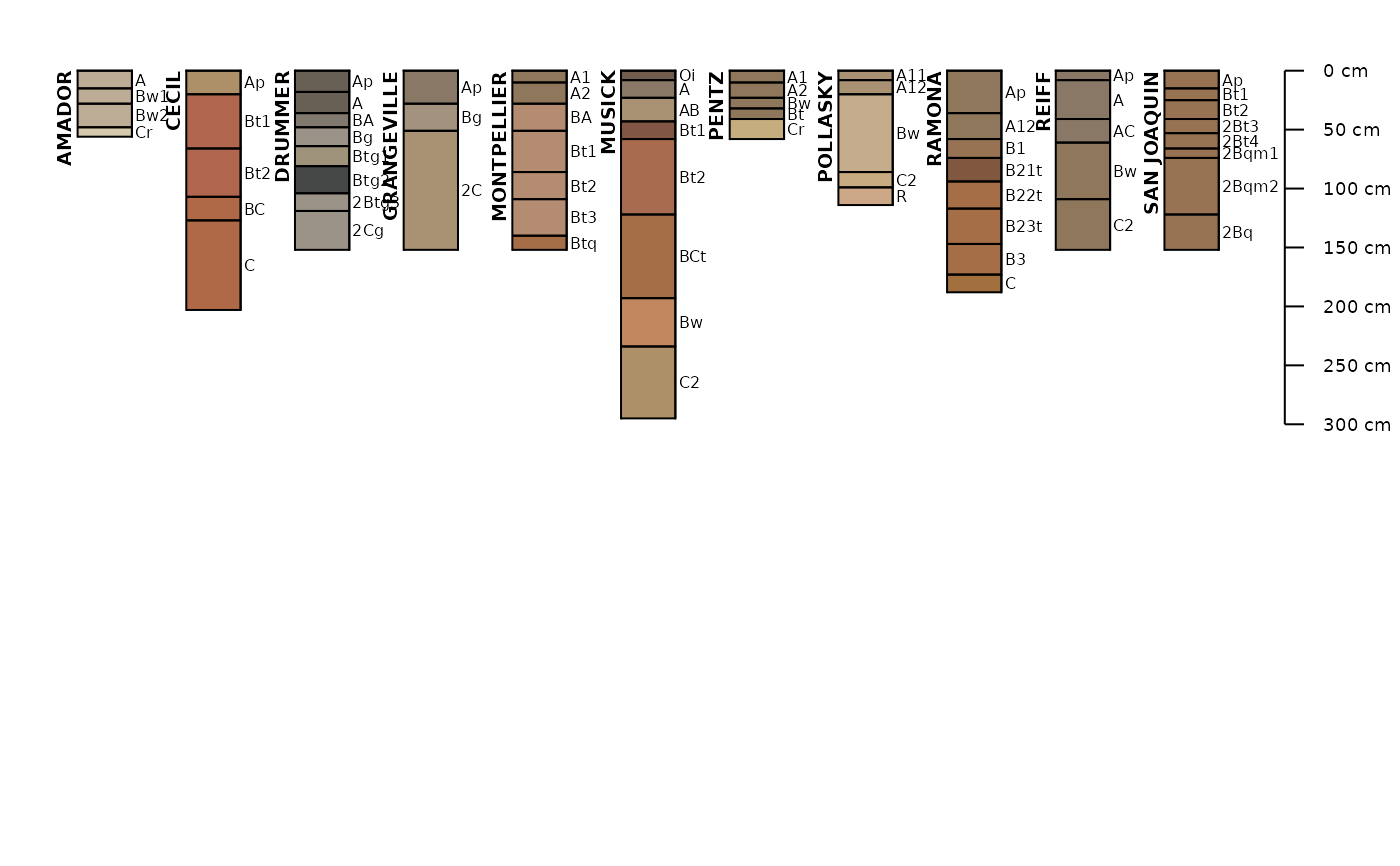 AMADOR
A
Bw1
Bw2
Cr
CECIL
Ap
Bt1
Bt2
BC
C
DRUMMER
Ap
A
BA
Bg
Btg1
Btg2
2Btg3
2Cg
GRANGEVILLE
Ap
Bg
2C
MONTPELLIER
A1
A2
BA
Bt1
Bt2
Bt3
Btq
MUSICK
Oi
A
AB
Bt1
Bt2
BCt
Bw
C2
PENTZ
A1
A2
Bw
Bt
Cr
POLLASKY
A11
A12
Bw
C2
R
RAMONA
Ap
A12
B1
B21t
B22t
B23t
B3
C
REIFF
Ap
A
AC
Bw
C2
SAN JOAQUIN
Ap
Bt1
Bt2
2Bt3
2Bt4
2Bqm1
2Bqm2
2Bq
0 cm
50 cm
100 cm
150 cm
200 cm
250 cm
300 cm